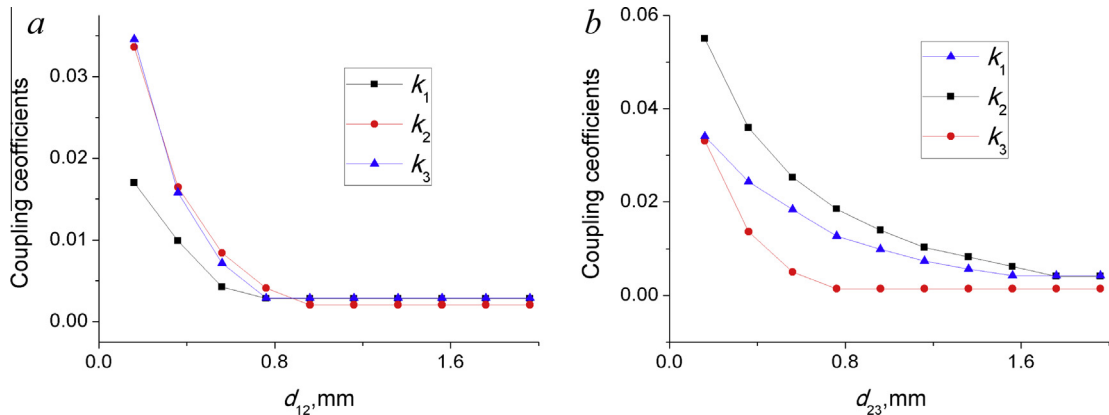 a
Coupling ceofficients
0.03
0.02
0.01
0.00
k1
k2
k3
0.0
0.8
1.6
d12,mm
b
Coupling ceofficients
0.06
0.04
0.02
0.00
k1
k2
k3
0.0
0.8
1.6
d23,mm